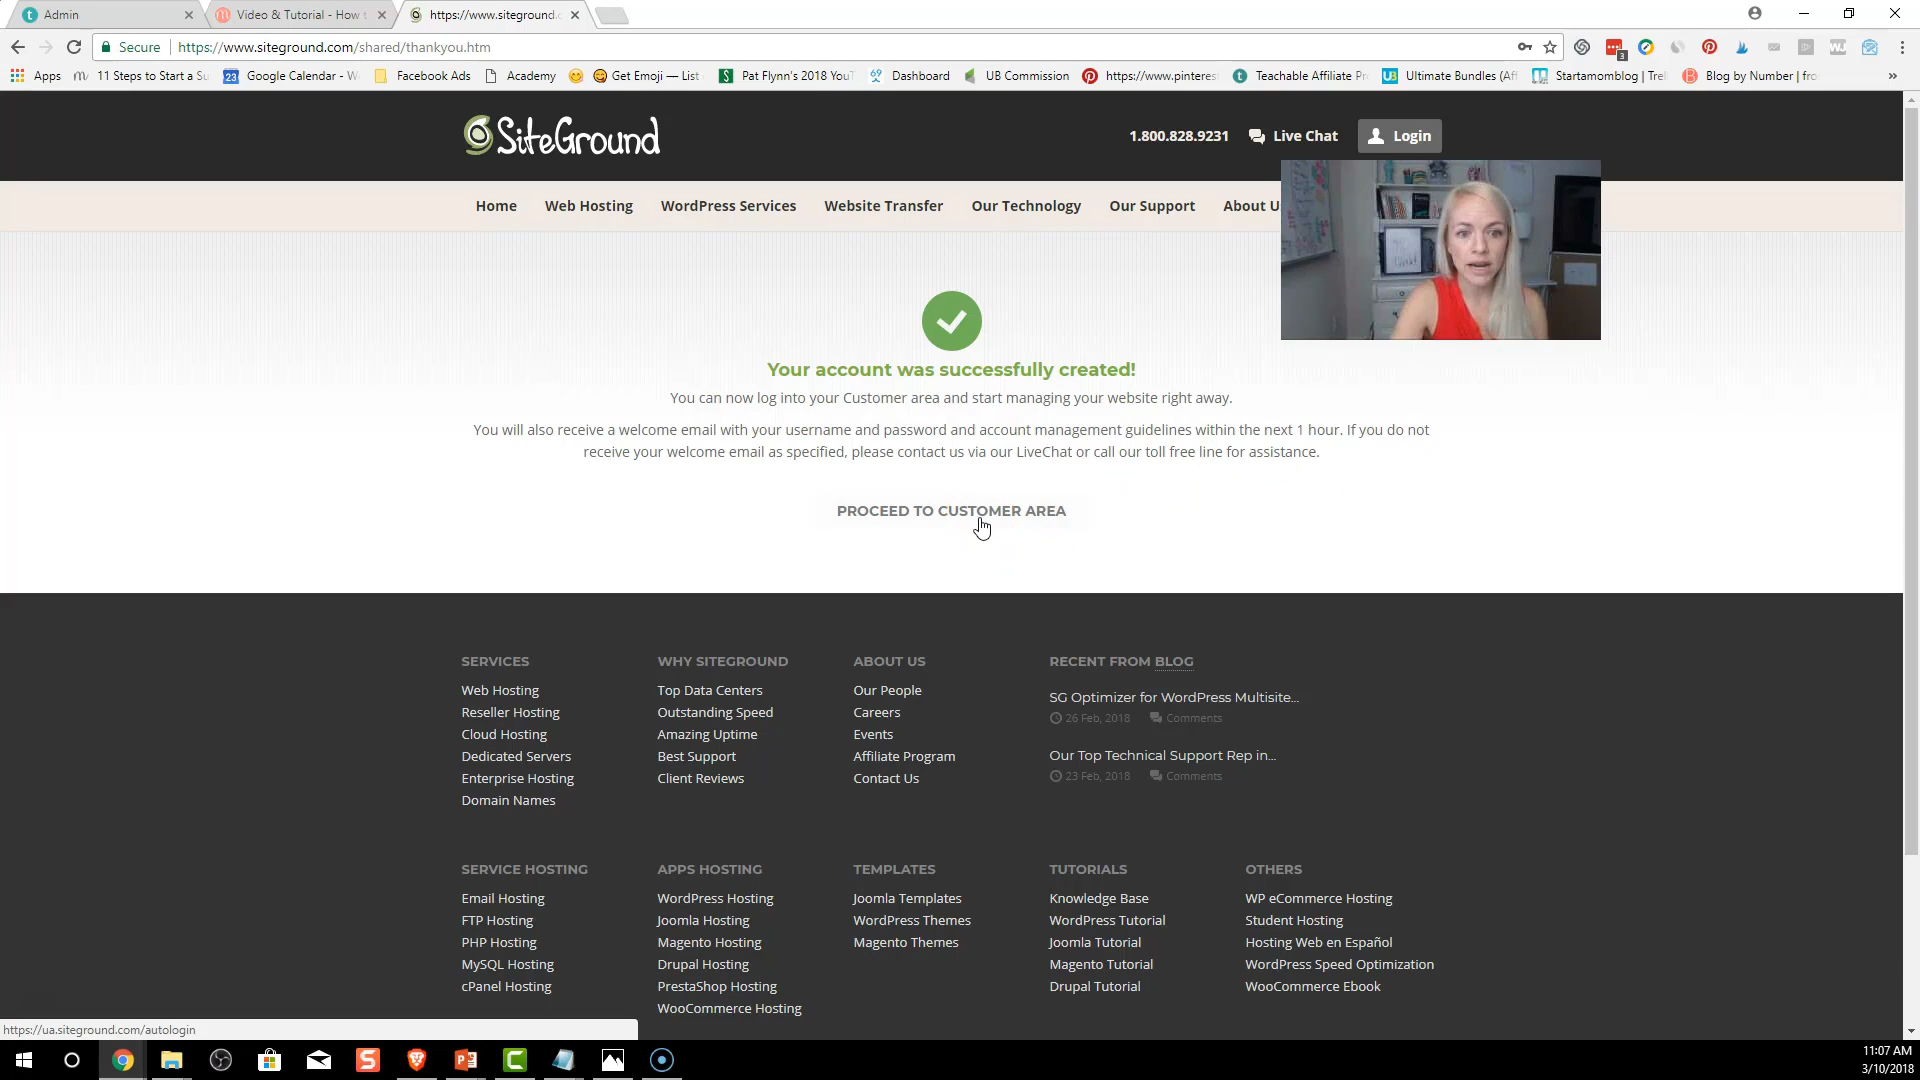 Admin
Video & Tutorial - How t
https://www.siteground.c
Secure
https://www.siteground.com/shared/thankyou.htm
3
Apps
11 Steps to Start a Su
23
Google Calendar - W
Facebook Ads
Academy
Get Emoji — List
Pat Flynn's 2018 YouT
Dashboard
UB Commission
https://www.pinteres
Teachable Affiliate Pr
Ultimate Bundles (Aff
Startamomblog | Trel
Blog by Number | fro
SiteGround
1.800.828.9231
Live Chat
Login
Home
Web Hosting
WordPress Services
Website Transfer
Our Technology
Our Support
About U
Your account was successfully created!
You can now log into your Customer area and start managing your website right away.
You will also receive a welcome email with your username and password and account management guidelines within the next 1 hour. If you do not
receive your welcome email as specified, please contact us via our LiveChat or call our toll free line for assistance.
PROCEED TO CUSTOMER AREA
SERVICES
Web Hosting
Reseller Hosting
Cloud Hosting
Dedicated Servers
Enterprise Hosting
Domain Names
WHY SITEGROUND
Top Data Centers
Outstanding Speed
Amazing Uptime
Best Support
Client Reviews
ABOUT US
Our People
Careers
Events
Affiliate Program
Contact Us
RECENT FROM BLOG
SG Optimizer for WordPress Multisite...
26 Feb, 2018
Comments
Our Top Technical Support Rep in...
23 Feb, 2018
Comments
SERVICE HOSTING
Email Hosting
FTP Hosting
PHP Hosting
MySQL Hosting
cPanel Hosting
APPS HOSTING
WordPress Hosting
Joomla Hosting
Magento Hosting
Drupal Hosting
PrestaShop Hosting
WooCommerce Hosting
TEMPLATES
Joomla Templates
WordPress Themes
Magento Themes
TUTORIALS
Knowledge Base
WordPress Tutorial
Joomla Tutorial
Magento Tutorial
Drupal Tutorial
OTHERS
WP eCommerce Hosting
Student Hosting
Hosting Web en Español
WordPress Speed Optimization
WooCommerce Ebook
https://ua.siteground.com/autologin
11:07 AM
3/10/2018